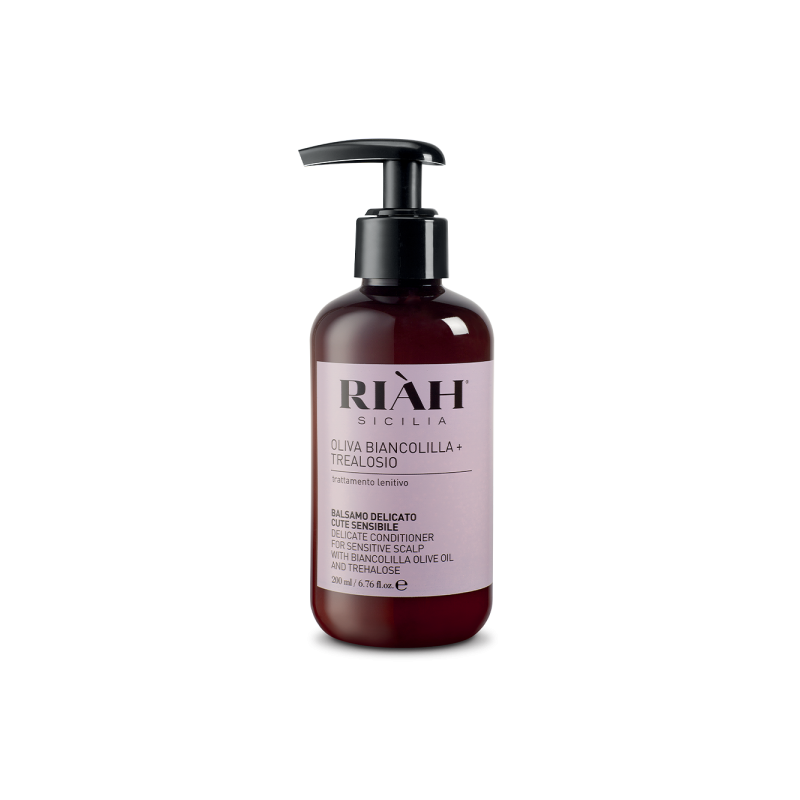 RIÀH®
SICILIA
OLIVA BIANCOLILLA +
TREALOSIO
trattamento lenitivo
BALSAMO DELICATO
CUTE SENSIBILE
DELICATE CONDITIONER
FOR SENSITIVE SCALP
WITH BIANCOLILLA OLIVE OIL
AND TREHALOSE
200 ml / 6.76 fl.oz. ℮